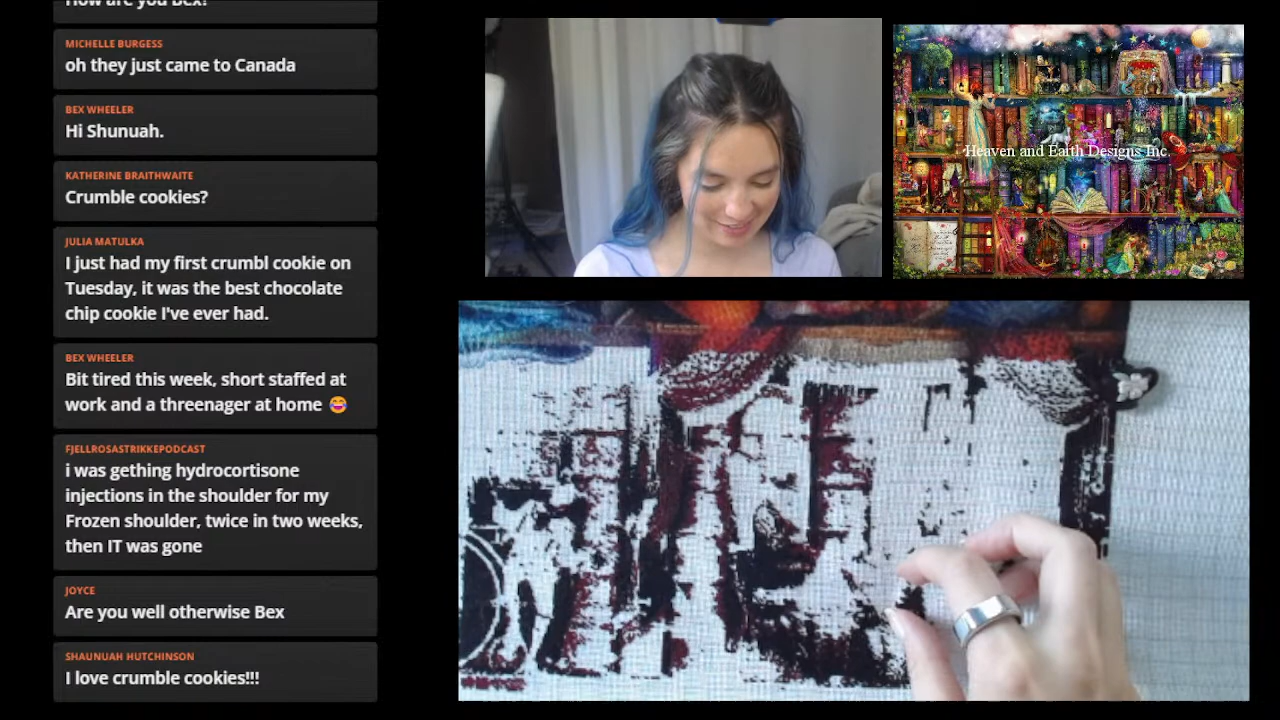 How are you Bex?
MICHELLE BURGESS
oh they just came to Canada
BEX WHEELER
Hi Shunuah.
KATHERINE BRAITHWAITE
Crumble cookies?
JULIA MATULKA
I just had my first crumbl cookie on
Tuesday, it was the best chocolate
chip cookie I've ever had.
BEX WHEELER
Bit tired this week, short staffed at
work and a threenager at home 😂
FJELLROSASTRIKKEPODCAST
i was gething hydrocortisone
injections in the shoulder for my
Frozen shoulder, twice in two weeks,
then IT was gone
JOYCE
Are you well otherwise Bex
SHAUNUAH HUTCHINSON
I love crumble cookies!!!
Heaven and Earth Designs Inc.